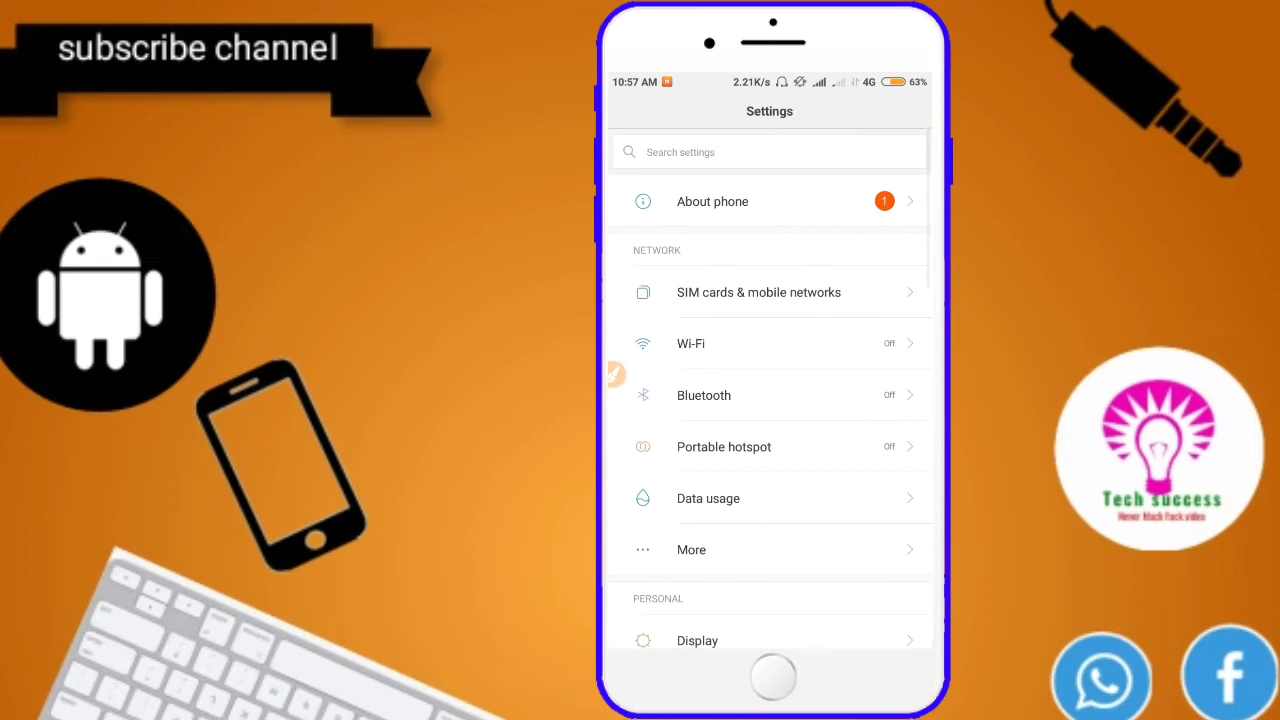 subscribe channel
10:57 AM
2.21K/s
4G
63%
Settings
Search settings
About phone
1
NETWORK
SIM cards & mobile networks
Wi-Fi
Off
Bluetooth
Off
Portable hotspot
Off
Data usage
More
PERSONAL
Display
Tech success